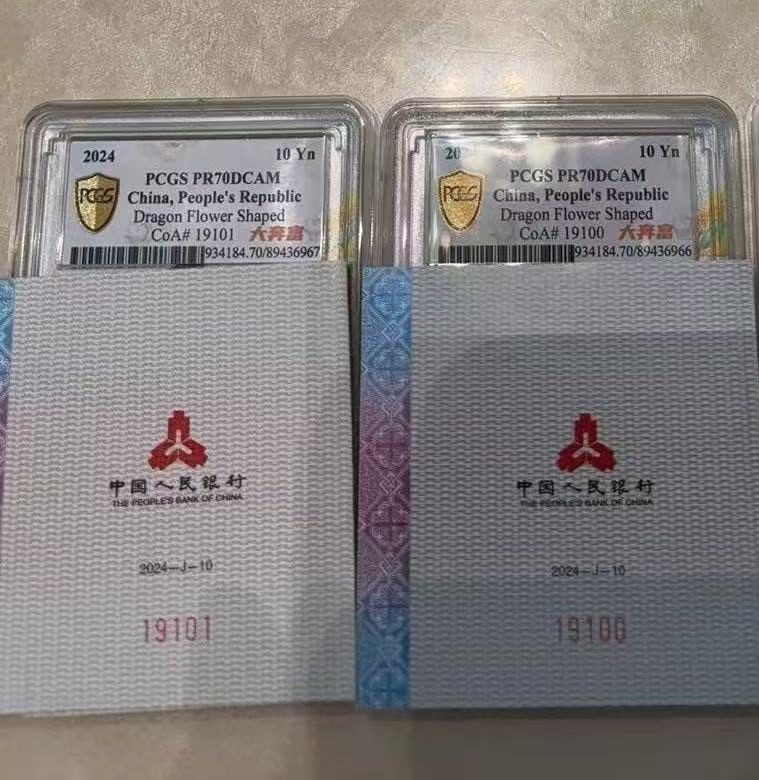 2024 10 Yn
PCGS PR70DCAM
PCGS China, People's Republic
Dragon Flower Shaped
CoA# 19101 大奔富
934184.70/89436967
中国人民银行
THE PEOPLE'S BANK OF CHINA
2024-J-10
19101
20 10 Yn
PCGS PR70DCAM
PCGS China, People's Republic
Dragon Flower Shaped
CoA# 19100 大奔富
934184.70/89436966
中国人民银行
THE PEOPLE'S BANK OF CHINA
2024-J-10
19100